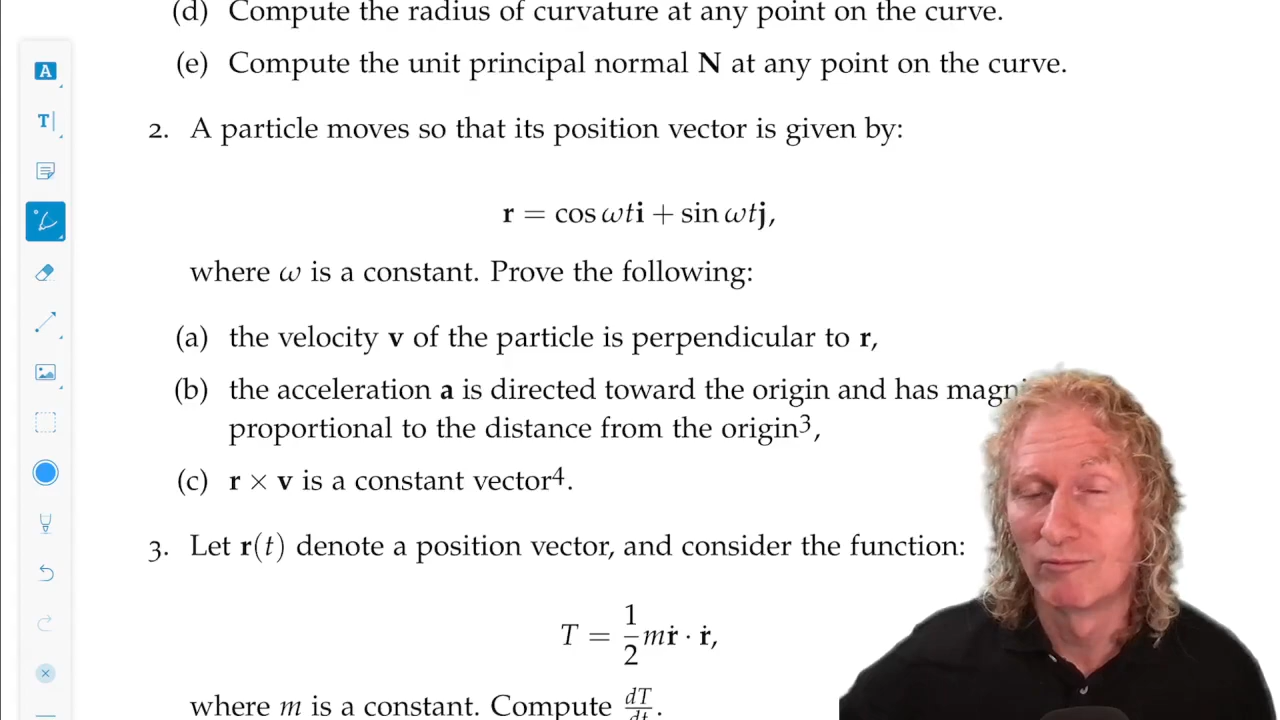 (d) Compute the radius of curvature at any point on the curve.
(e) Compute the unit principal normal N at any point on the curve.
2. A particle moves so that its position vector is given by:
r = cos ωti + sin ωtj,
where ω is a constant. Prove the following:
(a) the velocity v of the particle is perpendicular to r,
(b) the acceleration a is directed toward the origin and has
proportional to the distance from the origin³,
(c) r × v is a constant vector⁴.
3. Let r(t) denote a position vector, and consider the function:
T = 1/2 mṙ · ṙ,
where m is a constant. Compute dT/dt.
A
T